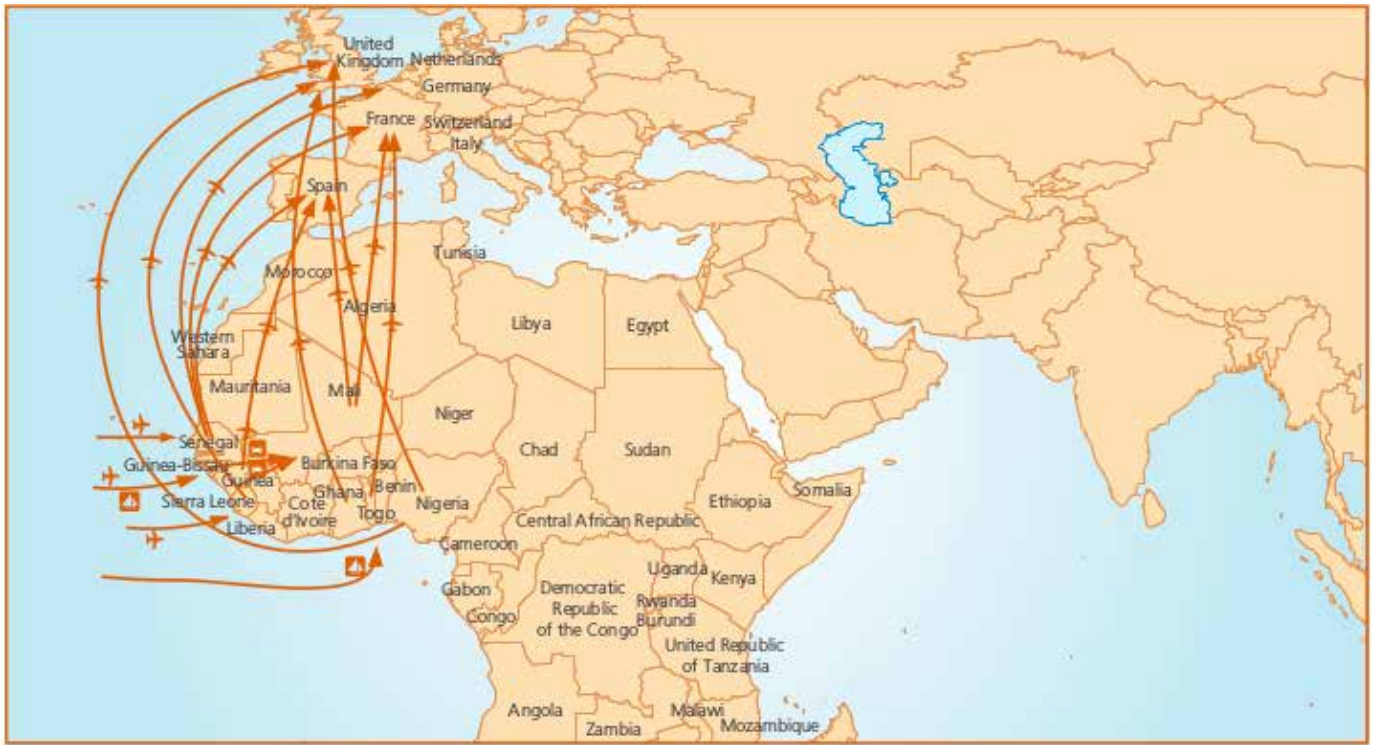 United
Kingdom
Netherlands
Germany
France
Switzerland
Italy
Spain
Tunisia
Morocco
Algeria
Libya
Egypt
Western
Sahara
Mauritania
Mali
Niger
Chad
Sudan
Senegal
Guinea-Bissau
Burkina Faso
Guinea
Ghana
Benin
Sierra Leone
Cote
d'Ivoire
Togo
Nigeria
Liberia
Ethiopia
Somalia
Central African Republic
Cameroon
Uganda
Kenya
Gabon
Democratic
Republic
of the Congo
Rwanda
Burundi
Congo
United Republic
of Tanzania
Angola
Malawi
Zambia
Mozambique